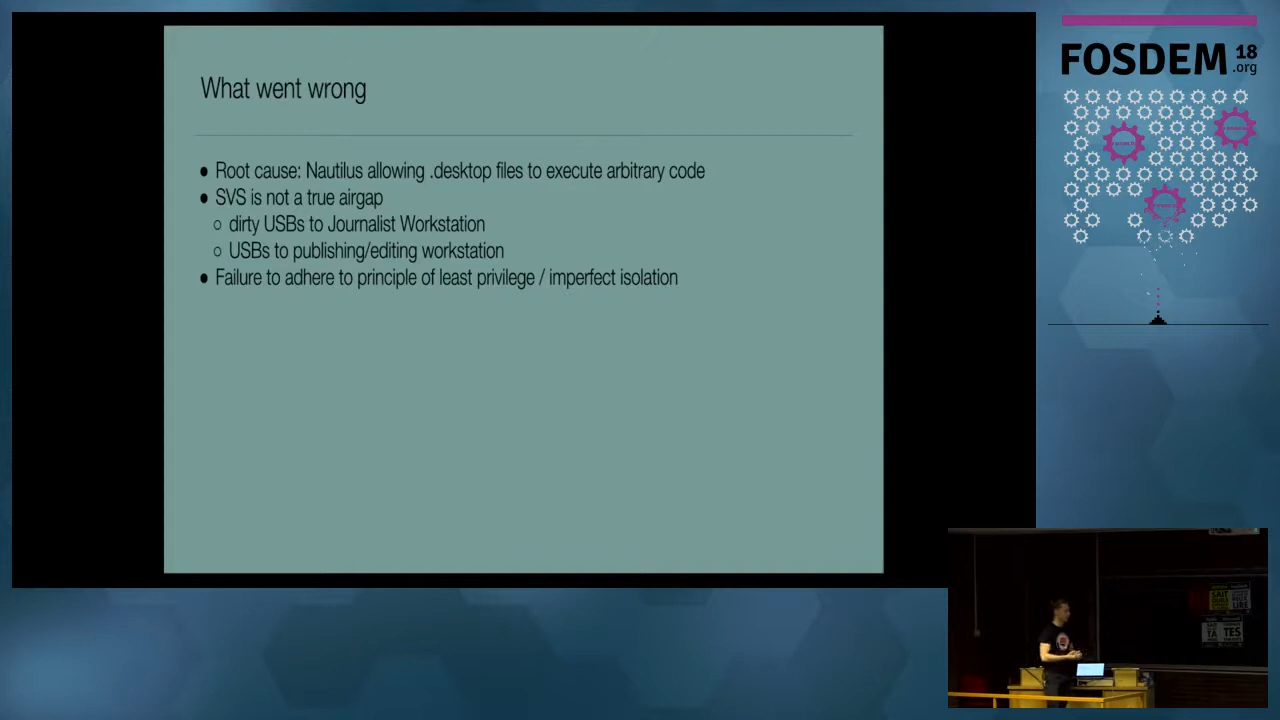 What went wrong
● Root cause: Nautilus allowing .desktop files to execute arbitrary code
● SVS is not a true airgap
○ dirty USBs to Journalist Workstation
○ USBs to publishing/editing workstation
● Failure to adhere to principle of least privilege / imperfect isolation
FOSDEM 18
.org